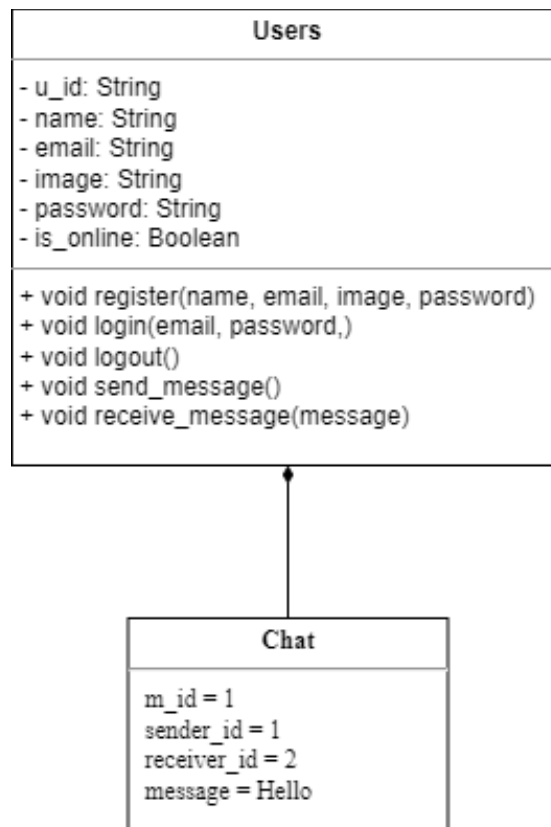 Users
- u_id: String
- name: String
- email: String
- image: String
- password: String
- is_online: Boolean
+ void register(name, email, image, password)
+ void login(email, password,)
+ void logout()
+ void send_message()
+ void receive_message(message)
Chat
m_id = 1
sender_id = 1
receiver_id = 2
message = Hello